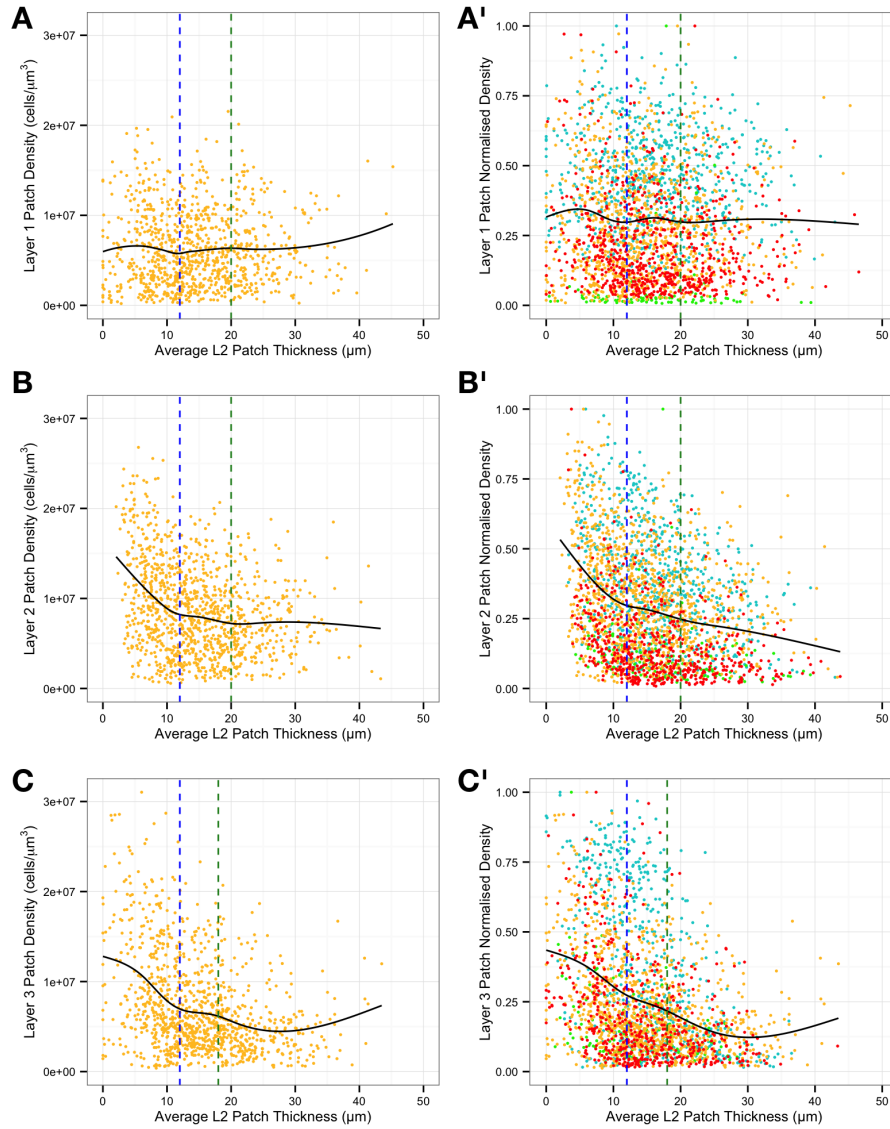 A
Layer 1 Patch Density (cells/μm³)
3e+07
2e+07
1e+07
0e+00
0 10 20 30 40 50
Average L2 Patch Thickness (μm)
A'
Layer 1 Patch Normalised Density
1.00
0.75
0.50
0.25
0.00
0 10 20 30 40 50
Average L2 Patch Thickness (μm)
B
Layer 2 Patch Density (cells/μm³)
3e+07
2e+07
1e+07
0e+00
0 10 20 30 40 50
Average L2 Patch Thickness (μm)
B'
Layer 2 Patch Normalised Density
1.00
0.75
0.50
0.25
0.00
0 10 20 30 40 50
Average L2 Patch Thickness (μm)
C
Layer 3 Patch Density (cells/μm³)
3e+07
2e+07
1e+07
0e+00
0 10 20 30 40 50
Average L2 Patch Thickness (μm)
C'
Layer 3 Patch Normalised Density
1.00
0.75
0.50
0.25
0.00
0 10 20 30 40 50
Average L2 Patch Thickness (μm)